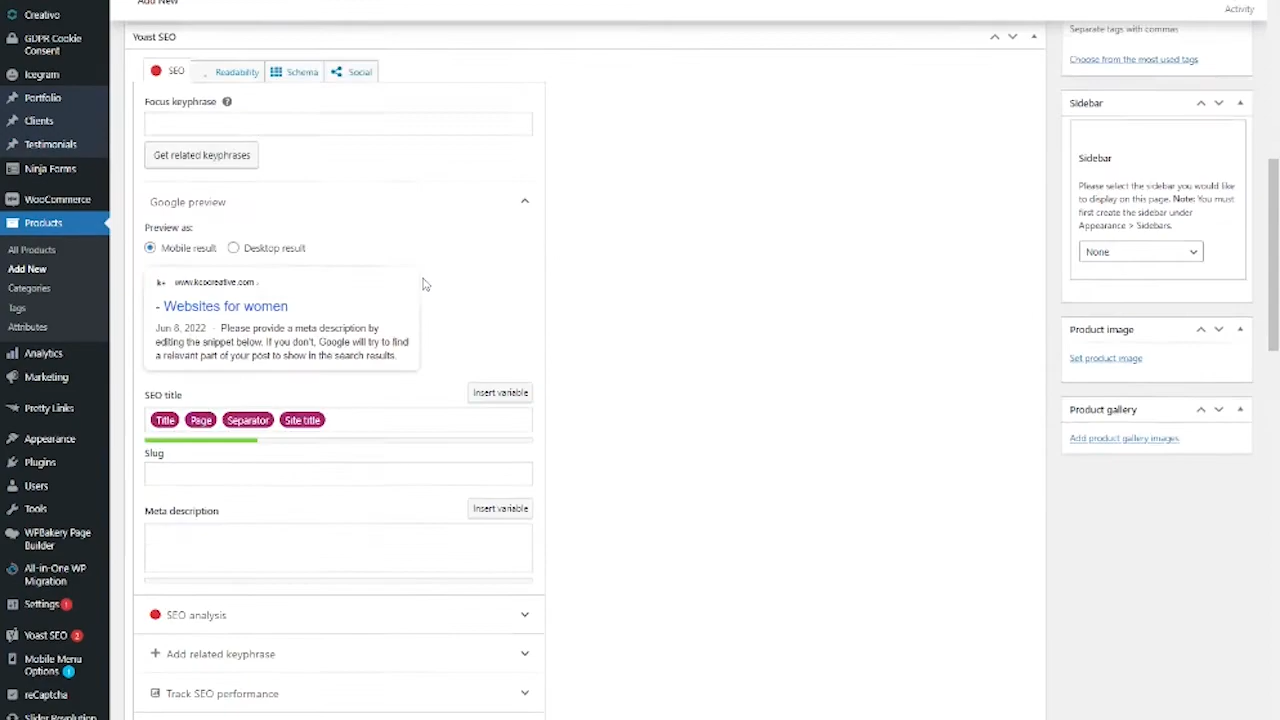 Creativo
GDPR Cookie
Consent
Icegram
Portfolio
Clients
Testimonials
Ninja Forms
WooCommerce
Products
All Products
Add New
Categories
Tags
Attributes
Analytics
Marketing
Pretty Links
Appearance
Plugins
Users
Tools
WPBakery Page
Builder
All-in-One WP
Migration
Settings 1
Yoast SEO 2
Mobile Menu
Options 1
reCaptcha
Slider Revolution
Add New
Activity
Yoast SEO
SEO
Readability
Schema
Social
Focus keyphrase ?
Get related keyphrases
Google preview
Preview as:
Mobile result
Desktop result
- Websites for women
Jun 8, 2022 · Please provide a meta description by
editing the snippet below. If you don't, Google will try to find
a relevant part of your post to show in the search results.
SEO title
Insert variable
Title Page Separator Site title
Slug
Meta description
Insert variable
SEO analysis
Add related keyphrase
Track SEO performance
Separate tags with commas
Choose from the most used tags
Sidebar
Sidebar
Please select the sidebar you would like
to display on this page. Note: You must
first create the sidebar under
Appearance > Sidebars.
None
Product image
Set product image
Product gallery
Add product gallery images